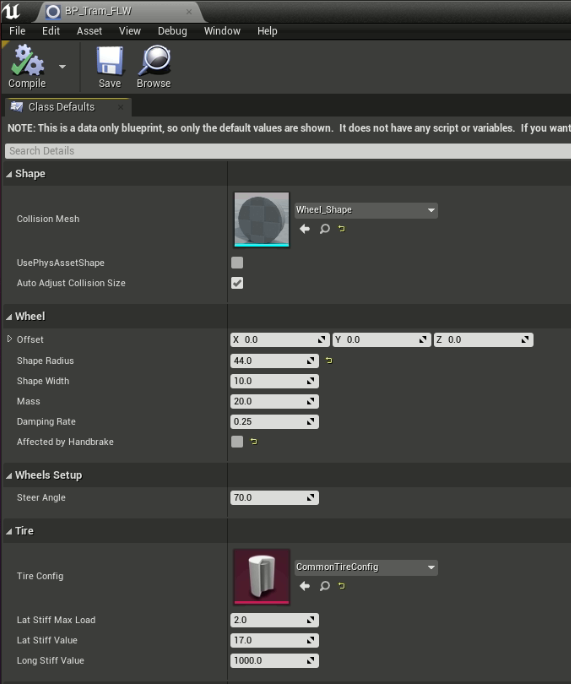 BP_Tram_FLW
File Edit Asset View Debug Window Help
Compile Save Browse
Class Defaults
NOTE: This is a data only blueprint, so only the default values are shown. It does not have any script or variables. If you want
Search Details
Shape
Collision Mesh
Wheel_Shape
UsePhysAssetShape
Auto Adjust Collision Size
Wheel
Offset X 0.0 Y 0.0 Z 0.0
Shape Radius 44.0
Shape Width 10.0
Mass 20.0
Damping Rate 0.25
Affected by Handbrake
Wheels Setup
Steer Angle 70.0
Tire
Tire Config
CommonTireConfig
Lat Stiff Max Load 2.0
Lat Stiff Value 17.0
Long Stiff Value 1000.0